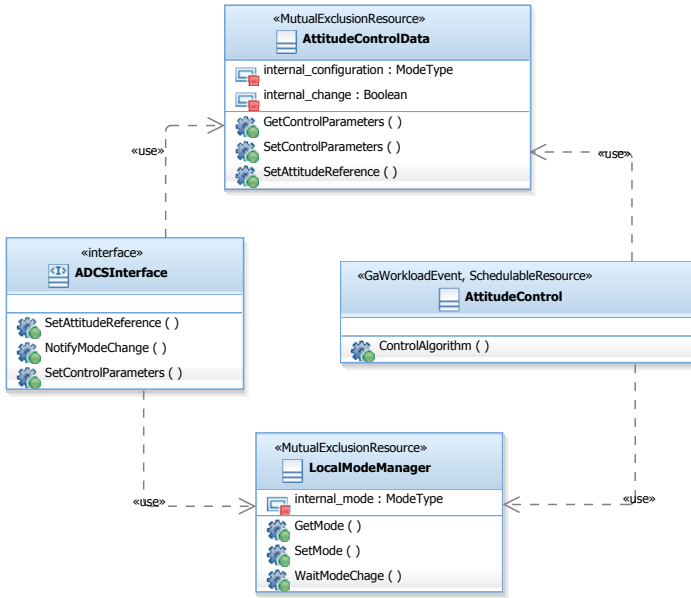 «MutualExclusionResource»
AttitudeControlData
internal_configuration : ModeType
internal_change : Boolean
GetControlParameters ( )
SetControlParameters ( )
SetAttitudeReference ( )
«use»
«use»
«interface»
ADCSInterface
SetAttitudeReference ( )
NotifyModeChange ( )
SetControlParameters ( )
«GaWorkloadEvent, SchedulableResource»
AttitudeControl
ControlAlgorithm ( )
«use»
«use»
«MutualExclusionResource»
LocalModeManager
internal_mode : ModeType
GetMode ( )
SetMode ( )
WaitModeChage ( )